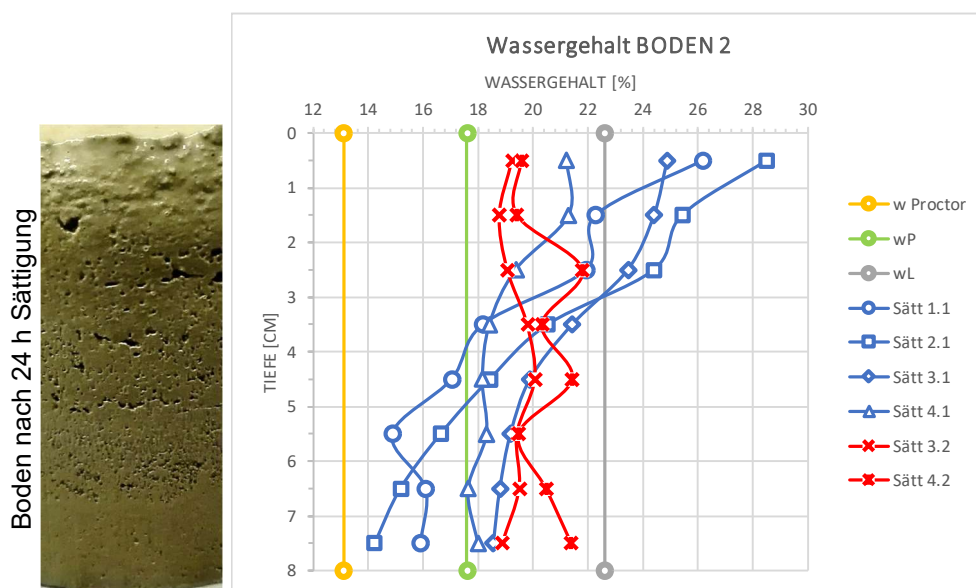 Boden nach 24 h Sättigung
Wassergehalt BODEN 2
WASSERGEHALT [%]
12 14 16 18 20 22 24 26 28 30
TIEFE [CM]
0
1
2
3
4
5
6
7
8
w Proctor
wP
wL
Sätt 1.1
Sätt 2.1
Sätt 3.1
Sätt 4.1
Sätt 3.2
Sätt 4.2